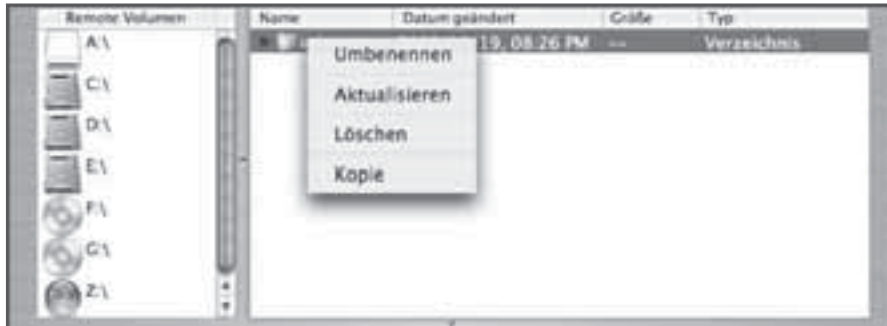 Remote Volumen
A:\
C:\
D:\
E:\
F:\
G:\
Z:\
Name Datum geändert Größe Typ
19, 08:26 PM -- Verzeichnis
Umbenennen
Aktualisieren
Löschen
Kopie